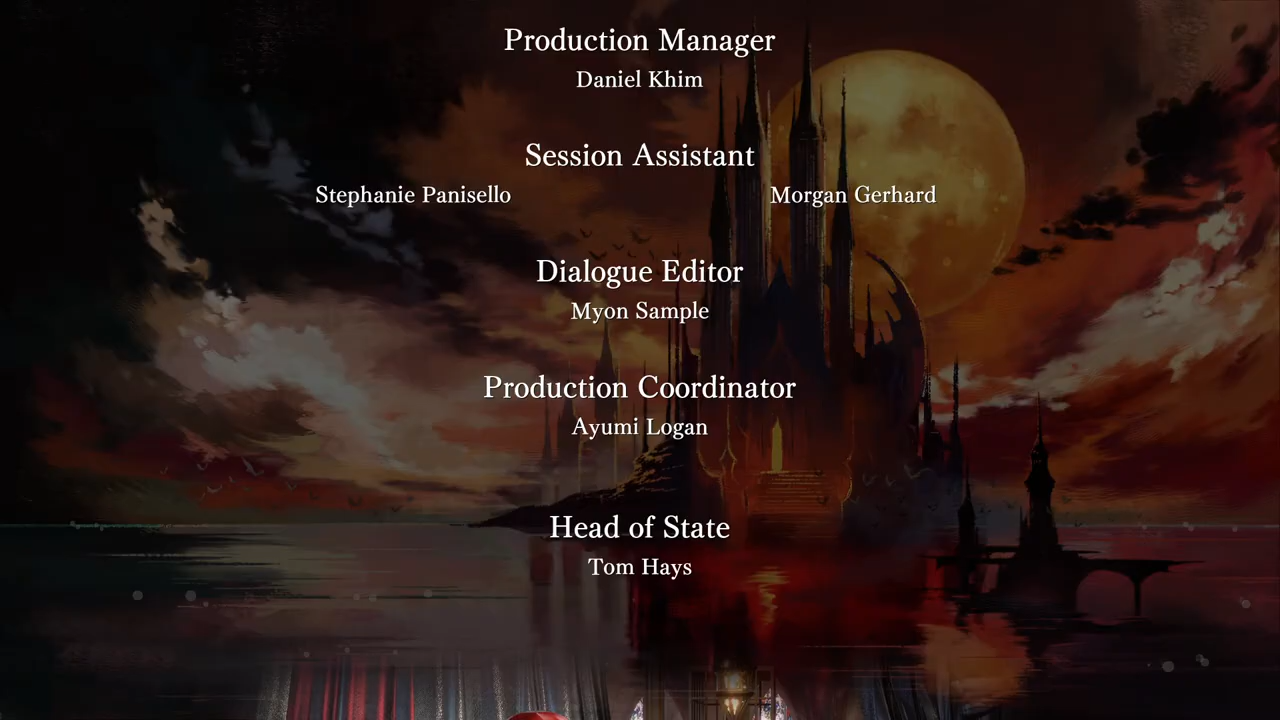 Production Manager
Daniel Khim
Session Assistant
Stephanie Panisello Morgan Gerhard
Dialogue Editor
Myon Sample
Production Coordinator
Ayumi Logan
Head of State
Tom Hays